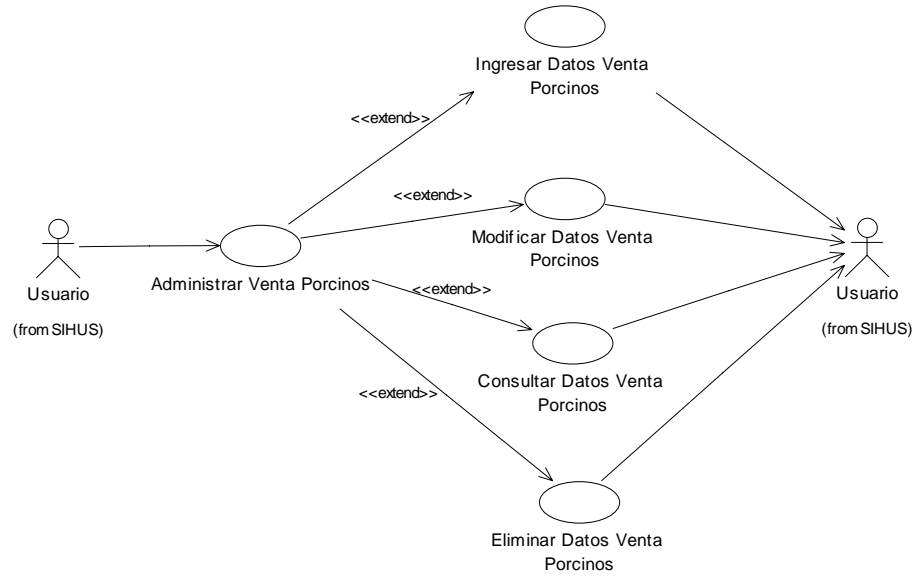 Ingresar Datos Venta
Porcinos
<<extend>>
<<extend>>
Modificar Datos Venta
Porcinos
Usuario
(from SIHUS)
Administrar Venta Porcinos
<<extend>>
Usuario
(from SIHUS)
Consultar Datos Venta
Porcinos
<<extend>>
Eliminar Datos Venta
Porcinos